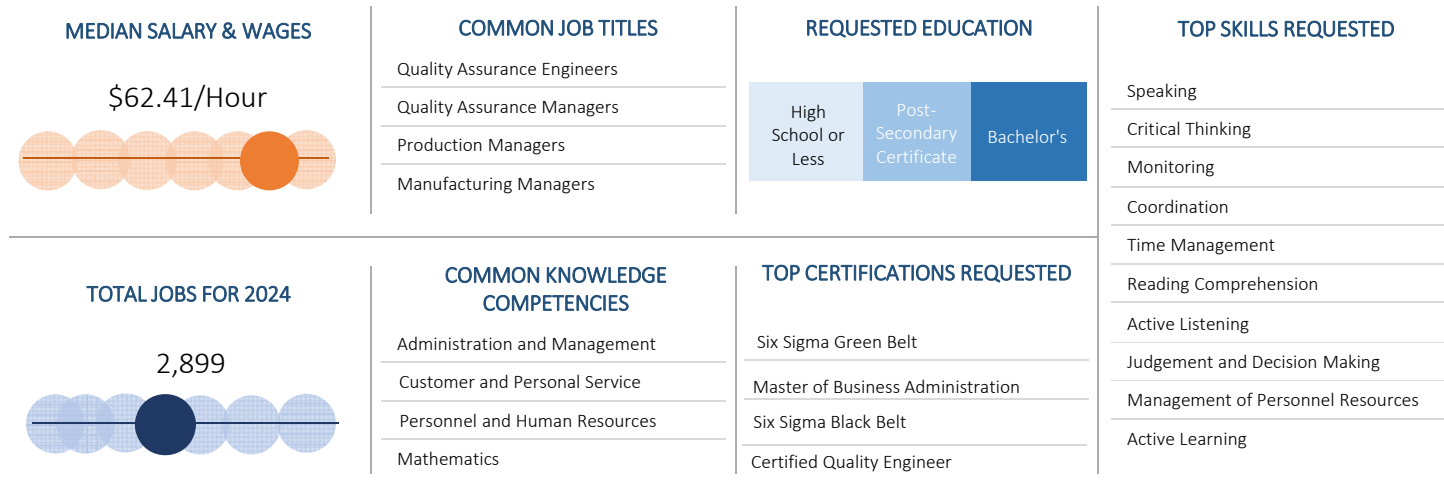 MEDIAN SALARY & WAGES
$62.41/Hour
COMMON JOB TITLES
Quality Assurance Engineers
Quality Assurance Managers
Production Managers
Manufacturing Managers
REQUESTED EDUCATION
High
School or
Less
Post-
Secondary
Certificate
Bachelor's
TOP SKILLS REQUESTED
Speaking
Critical Thinking
Monitoring
Coordination
Time Management
Reading Comprehension
Active Listening
Judgement and Decision Making
Management of Personnel Resources
Active Learning
TOTAL JOBS FOR 2024
2,899
COMMON KNOWLEDGE
COMPETENCIES
Administration and Management
Customer and Personal Service
Personnel and Human Resources
Mathematics
TOP CERTIFICATIONS REQUESTED
Six Sigma Green Belt
Master of Business Administration
Six Sigma Black Belt
Certified Quality Engineer